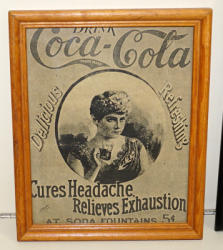 DRINK
Coca-Cola
Delicious
Refreshing
Cures Headache
Relieves Exhaustion
AT SODA FOUNTAINS 5¢